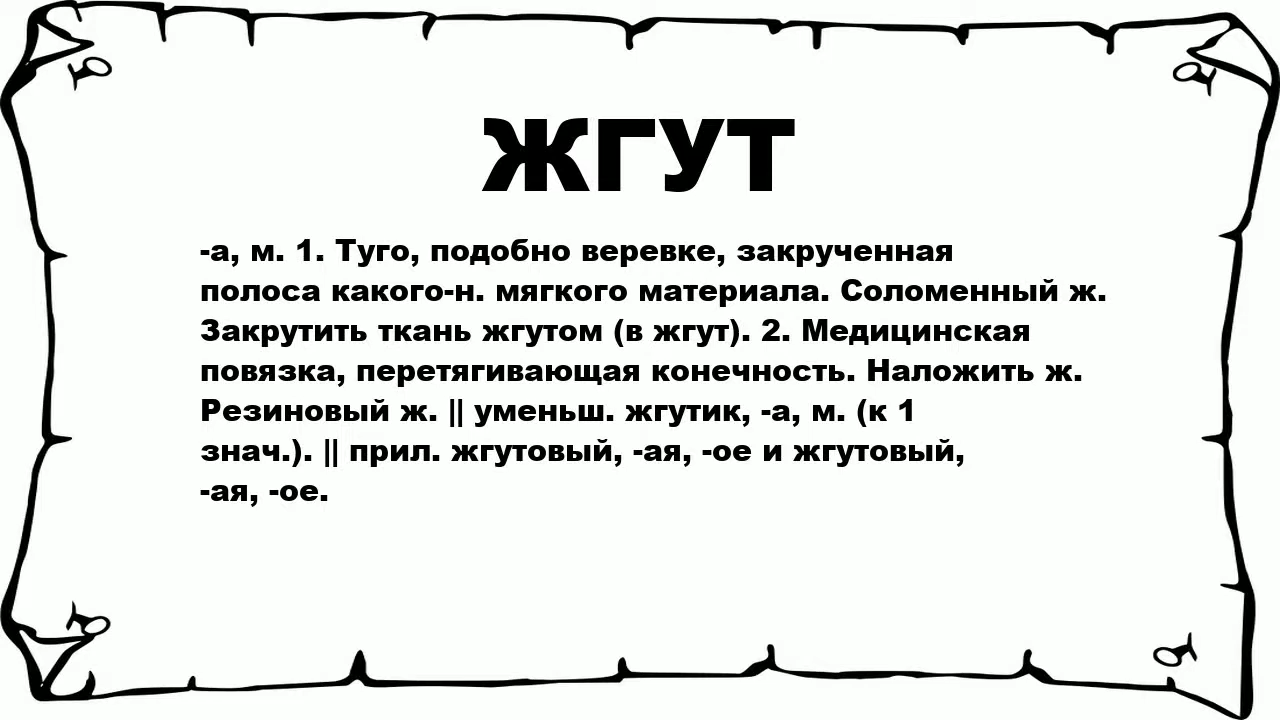 ЖГУТ
-а, м. 1. Туго, подобно веревке, закрученная
полоса какого-н. мягкого материала. Соломенный ж.
Закрутить ткань жгутом (в жгут). 2. Медицинская
повязка, перетягивающая конечность. Наложить ж.
Резиновый ж. || уменьш. жгутик, -а, м. (к 1
знач.). || прил. жгутовый, -ая, -ое и жгутовый,
-ая, -ое.